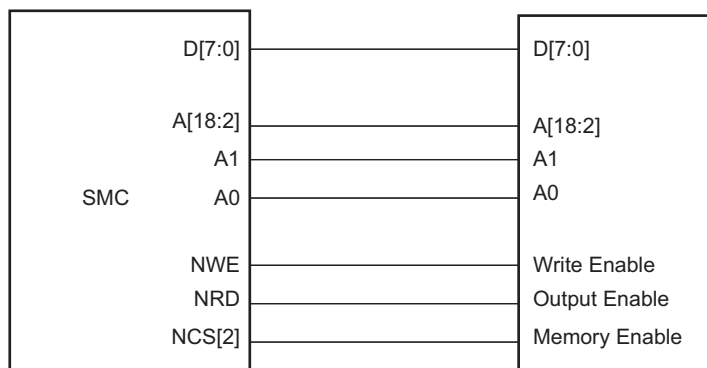 D[7:0] D[7:0]
A[18:2] A[18:2]
A1 A1
SMC A0 A0
NWE Write Enable
NRD Output Enable
NCS[2] Memory Enable